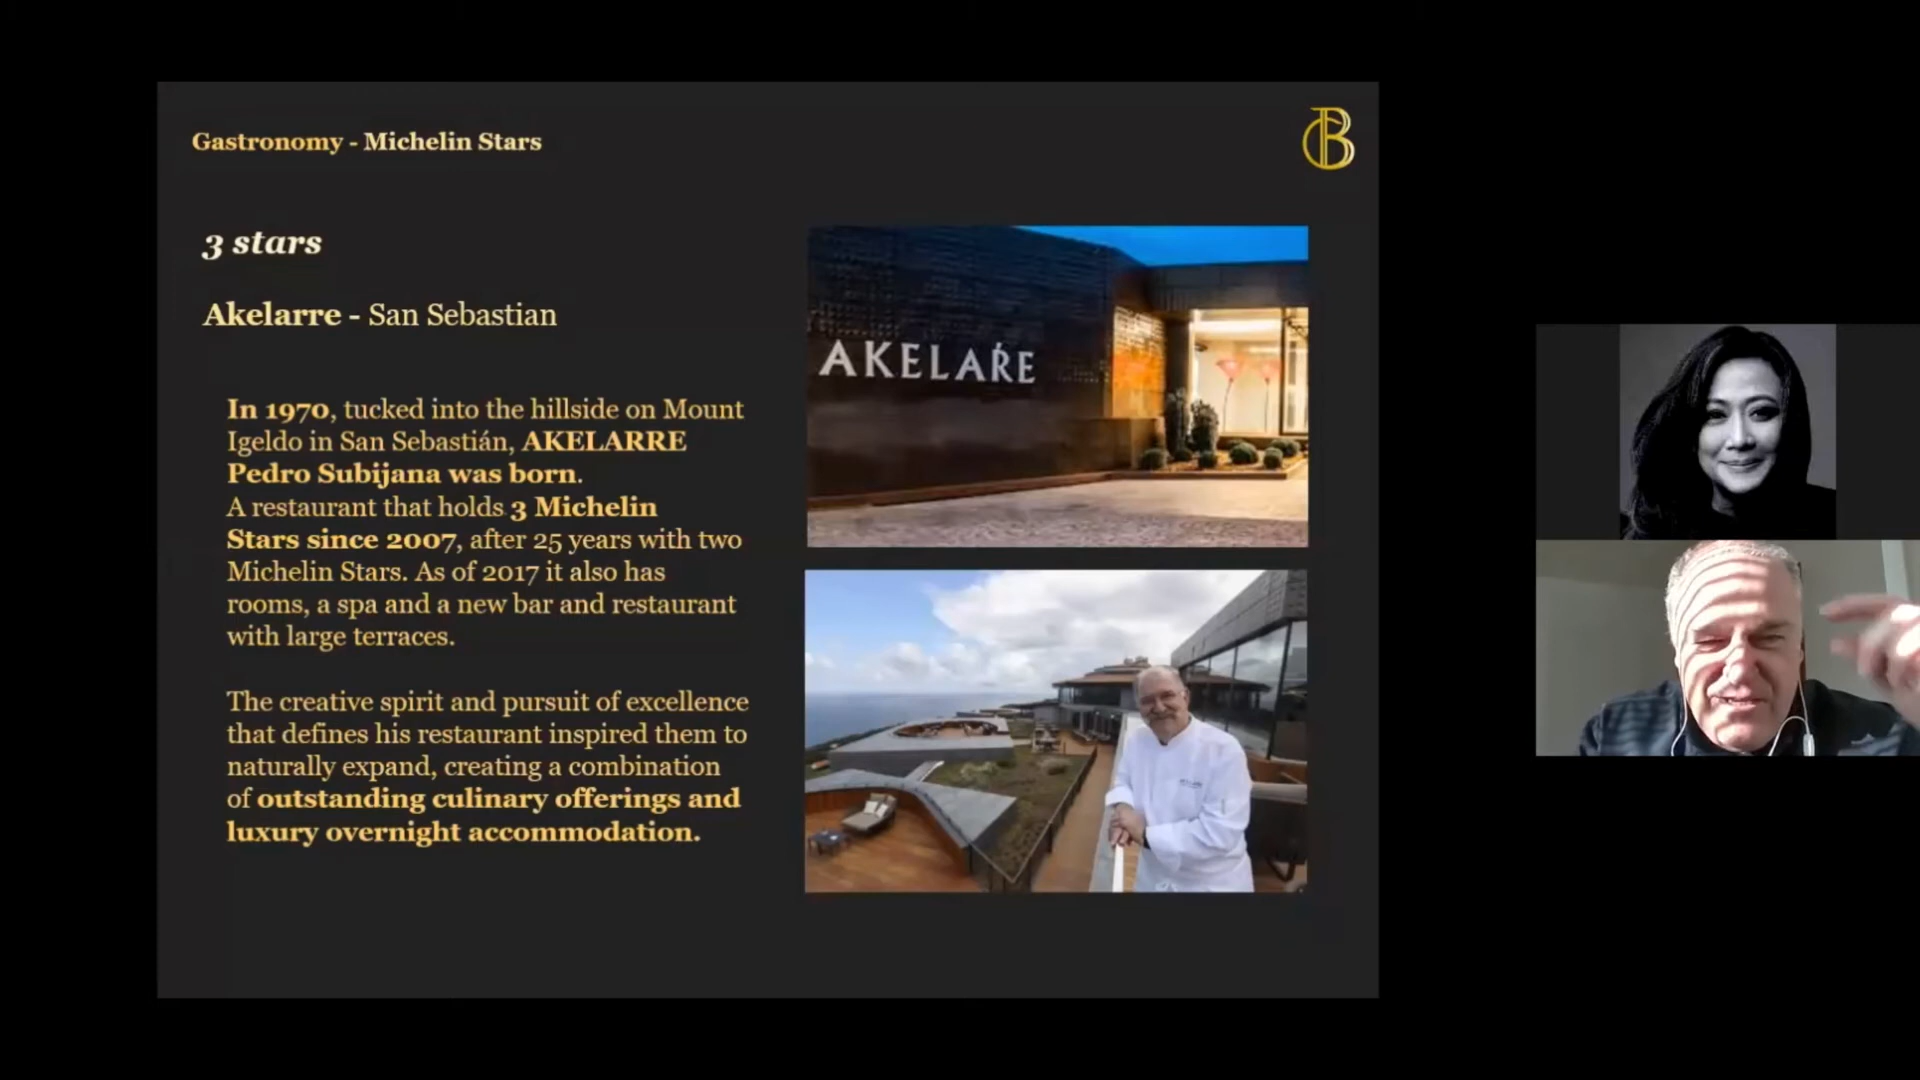 Gastronomy - Michelin Stars
B
3 stars
Akelarre - San Sebastian
In 1970, tucked into the hillside on Mount
Igeldo in San Sebastián, AKELARRE
Pedro Subijana was born.
A restaurant that holds 3 Michelin
Stars since 2007, after 25 years with two
Michelin Stars. As of 2017 it also has
rooms, a spa and a new bar and restaurant
with large terraces.
The creative spirit and pursuit of excellence
that defines his restaurant inspired them to
naturally expand, creating a combination
of outstanding culinary offerings and
luxury overnight accommodation.
AKELAŔE